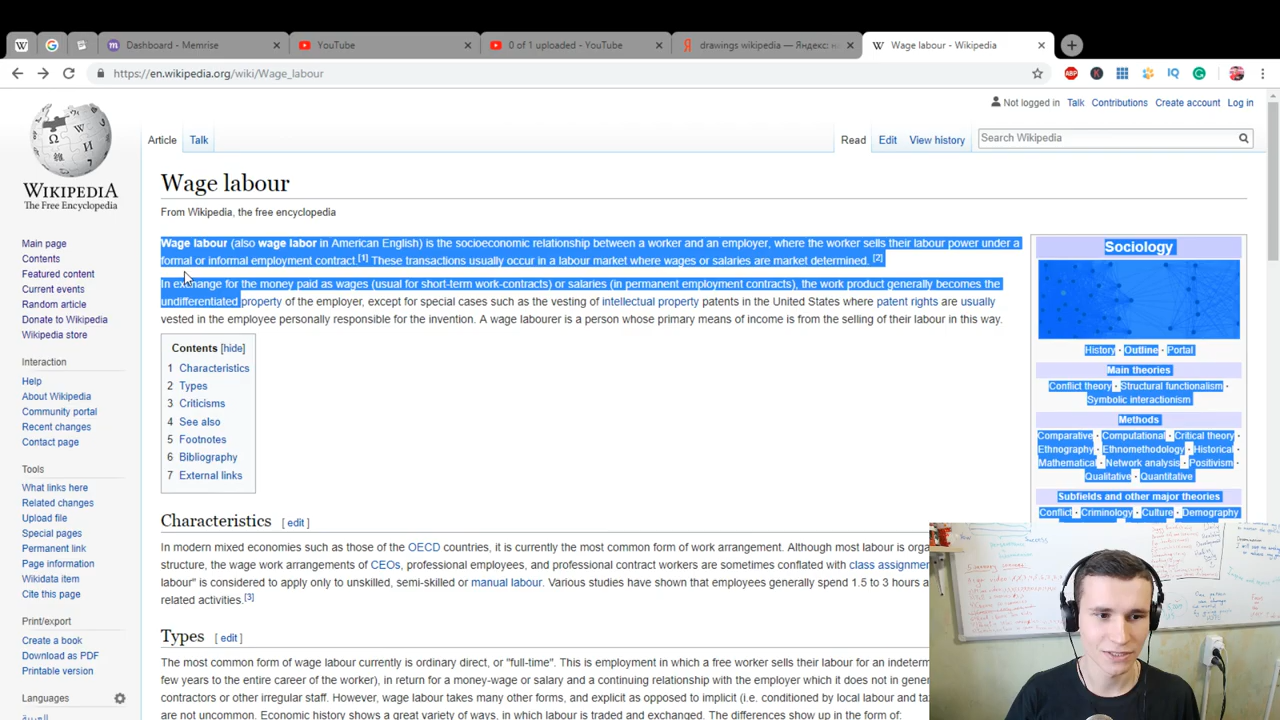 W
G
Dashboard - Memrise
YouTube
0 of 1 uploaded - YouTube
Я
drawings wikipedia — Яндекс: н
W
Wage labour - Wikipedia
https://en.wikipedia.org/wiki/Wage_labour
ABP
K
IQ
G
Not logged in Talk Contributions Create account Log in
Article Talk
Read Edit View history
Search Wikipedia
WIKIPEDIA
The Free Encyclopedia
Main page
Contents
Featured content
Current events
Random article
Donate to Wikipedia
Wikipedia store
Interaction
Help
About Wikipedia
Community portal
Recent changes
Contact page
Tools
What links here
Related changes
Upload file
Special pages
Permanent link
Page information
Wikidata item
Cite this page
Print/export
Create a book
Download as PDF
Printable version
Languages
العربية
Wage labour
From Wikipedia, the free encyclopedia
Wage labour (also wage labor in American English) is the socioeconomic relationship between a worker and an employer, where the worker sells their labour power under a
formal or informal employment contract.[1] These transactions usually occur in a labour market where wages or salaries are market determined. [2]
In exchange for the money paid as wages (usual for short-term work-contracts) or salaries (in permanent employment contracts), the work product generally becomes the
undifferentiated property of the employer, except for special cases such as the vesting of intellectual property patents in the United States where patent rights are usually
vested in the employee personally responsible for the invention. A wage labourer is a person whose primary means of income is from the selling of their labour in this way.
Contents [hide]
1 Characteristics
2 Types
3 Criticisms
4 See also
5 Footnotes
6 Bibliography
7 External links
Characteristics [ edit ]
In modern mixed economies such as those of the OECD countries, it is currently the most common form of work arrangement. Although most labour is orga
structure, the wage work arrangements of CEOs, professional employees, and professional contract workers are sometimes conflated with class assignme
labour" is considered to apply only to unskilled, semi-skilled or manual labour. Various studies have shown that employees generally spend 1.5 to 3 hours a
related activities.[3]
Types [ edit ]
The most common form of wage labour currently is ordinary direct, or "full-time". This is employment in which a free worker sells their labour for an indeterm
few years to the entire career of the worker), in return for a money-wage or salary and a continuing relationship with the employer which it does not in gener
contractors or other irregular staff. However, wage labour takes many other forms, and explicit as opposed to implicit (i.e. conditioned by local labour and ta
are not uncommon. Economic history shows a great variety of ways, in which labour is traded and exchanged. The differences show up in the form of:
Sociology
History · Outline · Portal
Main theories
Conflict theory · Structural functionalism ·
Symbolic interactionism
Methods
Comparative · Computational · Critical theory ·
Ethnography · Ethnomethodology · Historical ·
Mathematical · Network analysis · Positivism ·
Qualitative · Quantitative
Subfields and other major theories
Conflict · Criminology · Culture · Demography
Success